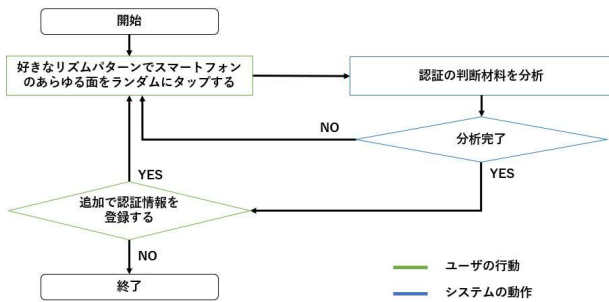 開始
好きなリズムパターンでスマートフォン
のあらゆる面をランダムにタップする
認証の判断材料を分析
NO
分析完了
YES
YES
追加で認証情報を
登録する
NO
終了
ユーザの行動
システムの動作